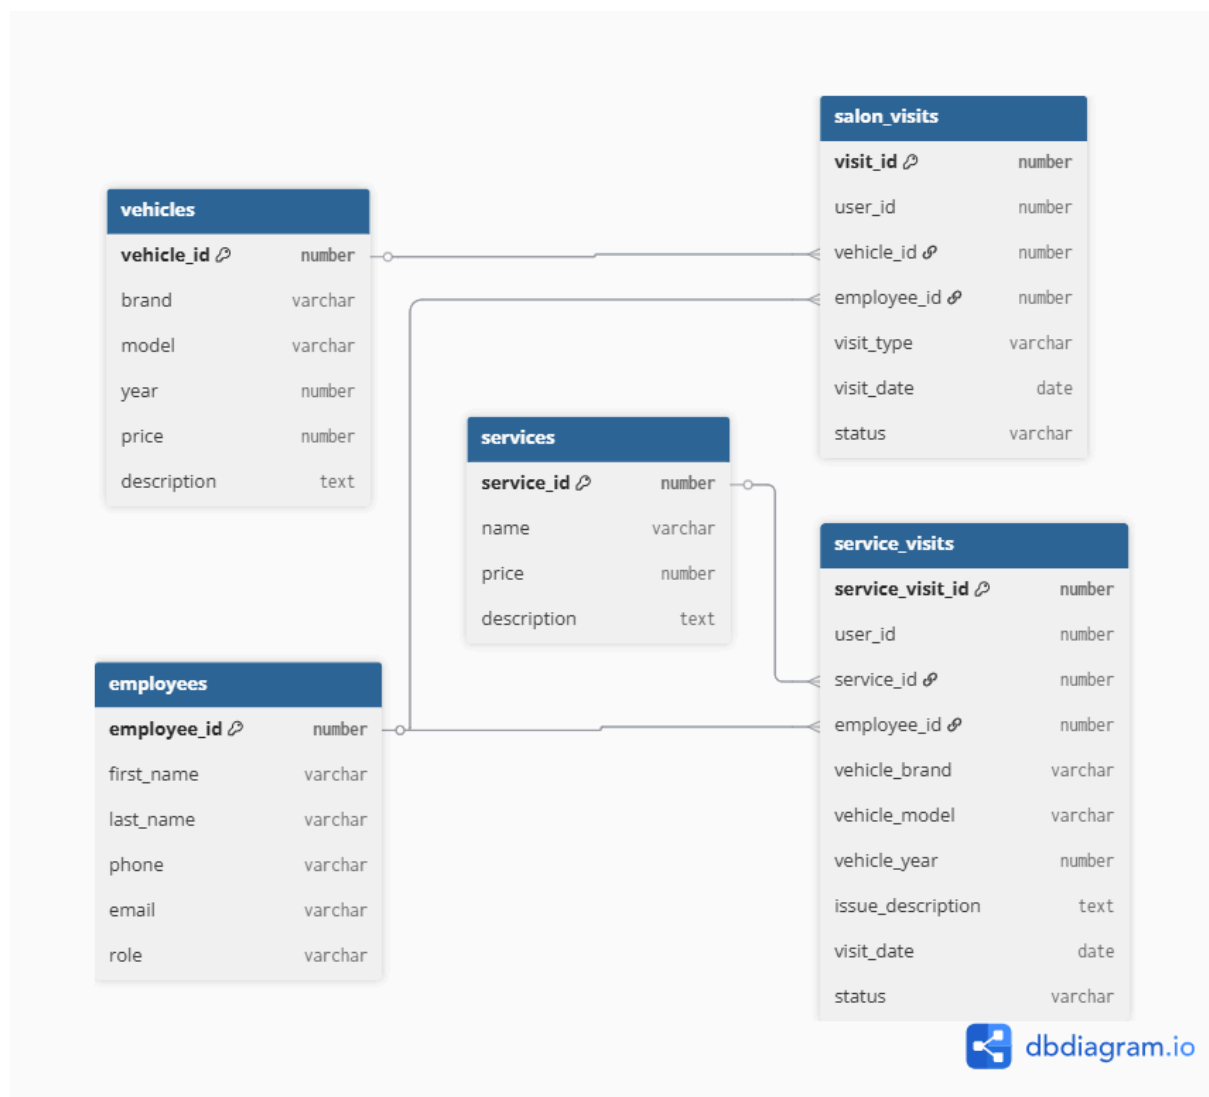 salon_visits
visit_id number
user_id number
vehicle_id number
employee_id number
visit_type varchar
visit_date date
status varchar
vehicles
vehicle_id number
brand varchar
model varchar
year number
price number
description text
services
service_id number
name varchar
price number
description text
service_visits
service_visit_id number
user_id number
service_id number
employee_id number
vehicle_brand varchar
vehicle_model varchar
vehicle_year number
issue_description text
visit_date date
status varchar
employees
employee_id number
first_name varchar
last_name varchar
phone varchar
email varchar
role varchar
dbdiagram.io